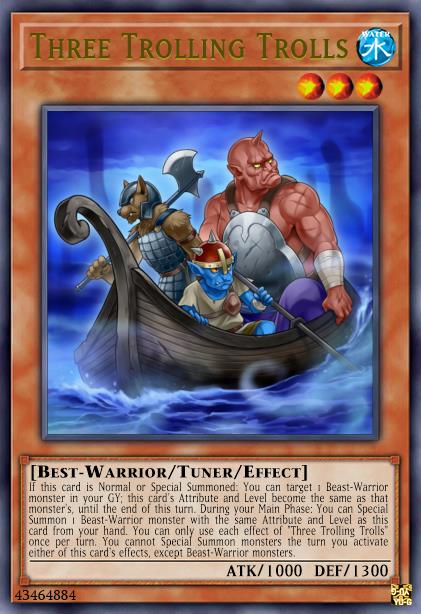 THREE TROLLING TROLLS
WATER
水
[BEST-WARRIOR/TUNER/EFFECT]
If this card is Normal or Special Summoned: You can target 1 Beast-Warrior
monster in your GY; this card's Attribute and Level become the same as that
monster's, until the end of this turn. During your Main Phase: You can Special
Summon 1 Beast-Warrior monster with the same Attribute and Level as this
card from your hand. You can only use each effect of "Three Trolling Trolls"
once per turn. You cannot Special Summon monsters the turn you activate
either of this card's effects, except Beast-Warrior monsters.
ATK/1000 DEF/1300
43464884